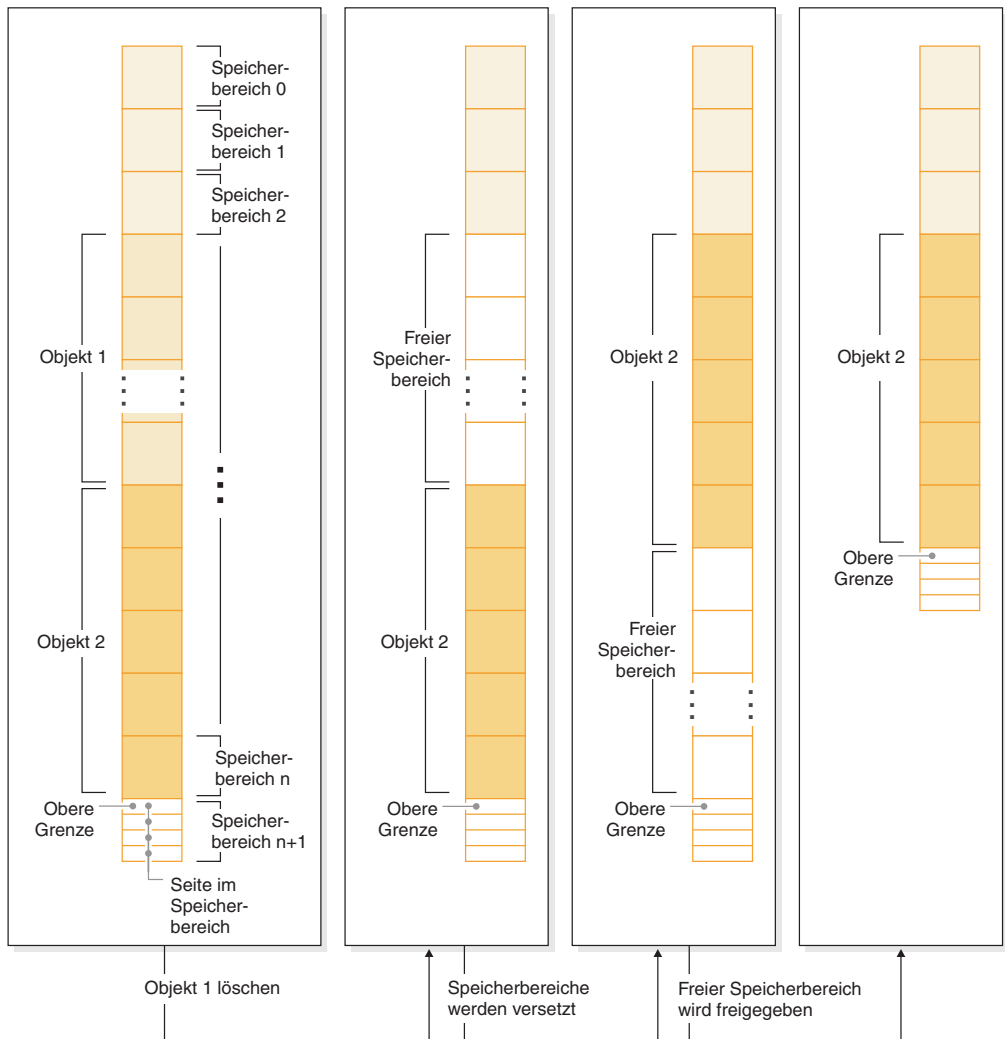 Speicher-
bereich 0
Speicher-
bereich 1
Speicher-
bereich 2
Objekt 1
Objekt 2
Speicher-
bereich n
Obere
Grenze
Speicher-
bereich n+1
Seite im
Speicher-
bereich
Freier
Speicher-
bereich
Objekt 2
Obere
Grenze
Objekt 2
Freier
Speicher-
bereich
Obere
Grenze
Objekt 2
Obere
Grenze
Objekt 1 löschen
Speicherbereiche
werden versetzt
Freier Speicherbereich
wird freigegeben